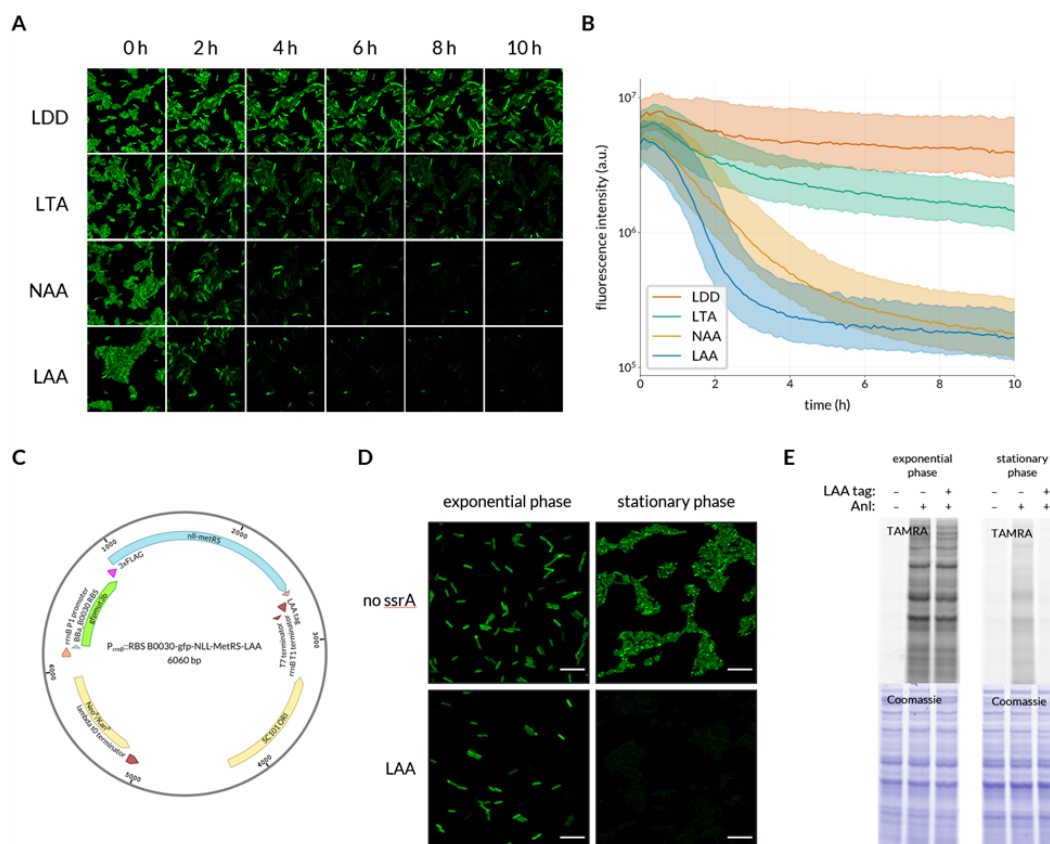 A
0 h 2 h 4 h 6 h 8 h 10 h
LDD
LTA
NAA
LAA
B
10⁷
10⁶
10⁵
fluorescence intensity (a.u.)
LDD
LTA
NAA
LAA
0 2 4 6 8 10
time (h)
C
1000
2000
3000
4000
5000
6000
nll-metRS
3xFLAG
gfpmut3b
BBa_B0030 RBS
rrnB P1 promoter
LAA tag
rrnB T1 terminator
T7 terminator
PrrnB::RBS B0030-gfp-NLL-MetRS-LAA
6060 bp
SC101 ORI
Neoᴿ/Kanᴿ
lambda t0 terminator
D
exponential phase stationary phase
no ssrA
LAA
E
exponential
phase
stationary
phase
LAA tag: – – + – – +
Anl: – + + – + +
TAMRA TAMRA
Coomassie Coomassie